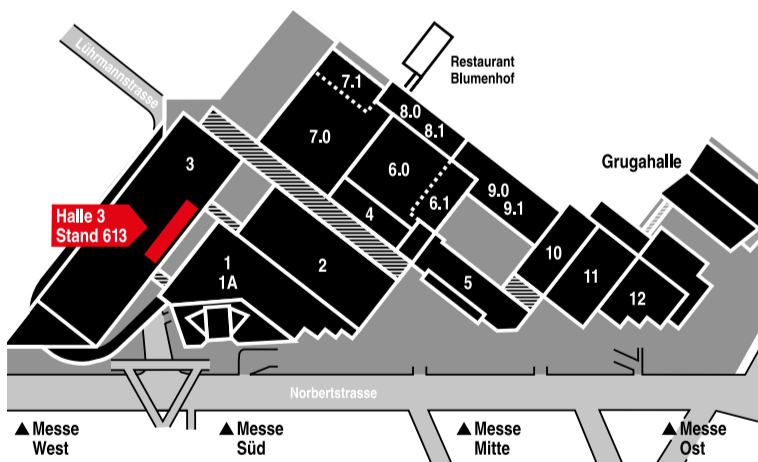 Lührmannstrasse
Restaurant
Blumenhof
7.1
8.0
8.1
7.0
3
6.0
Grugahalle
9.0
9.1
6.1
4
Halle 3
Stand 613
10
1
1A
2
5
11
12
Norbertstrasse
▲ Messe
West
▲ Messe
Süd
▲ Messe
Mitte
▲ Messe
Ost